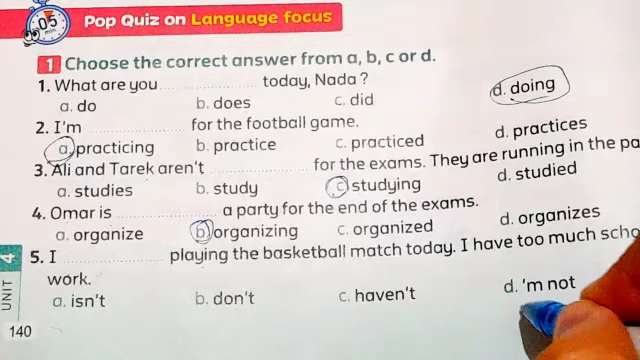 05
min
Pop Quiz on Language focus
1 Choose the correct answer from a, b, c or d.
1. What are you .............. today, Nada ?
a. do b. does c. did d. doing
2. I'm .............. for the football game.
a. practicing b. practice c. practiced d. practices
3. Ali and Tarek aren't .............. for the exams. They are running in the
a. studies b. study c. studying d. studied
4. Omar is .............. a party for the end of the exams.
a. organize b. organizing c. organized d. organizes
5. I .............. playing the basketball match today. I have too much
work.
a. isn't b. don't c. haven't d. 'm not
UNIT 4
140